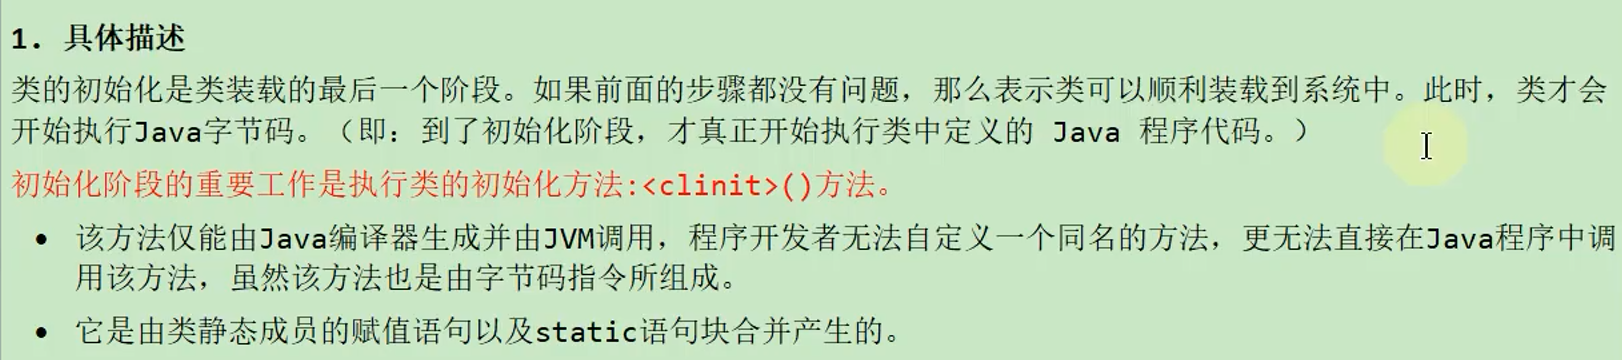 1. 具体描述
类的初始化是类装载的最后一个阶段。如果前面的步骤都没有问题，那么表示类可以顺利装载到系统中。此时，类才会
开始执行Java字节码。（即：到了初始化阶段，才真正开始执行类中定义的 Java 程序代码。）
初始化阶段的重要工作是执行类的初始化方法:<clinit>()方法。
• 该方法仅能由Java编译器生成并由JVM调用，程序开发者无法自定义一个同名的方法，更无法直接在Java程序中调
用该方法，虽然该方法也是由字节码指令所组成。
• 它是由类静态成员的赋值语句以及static语句块合并产生的。